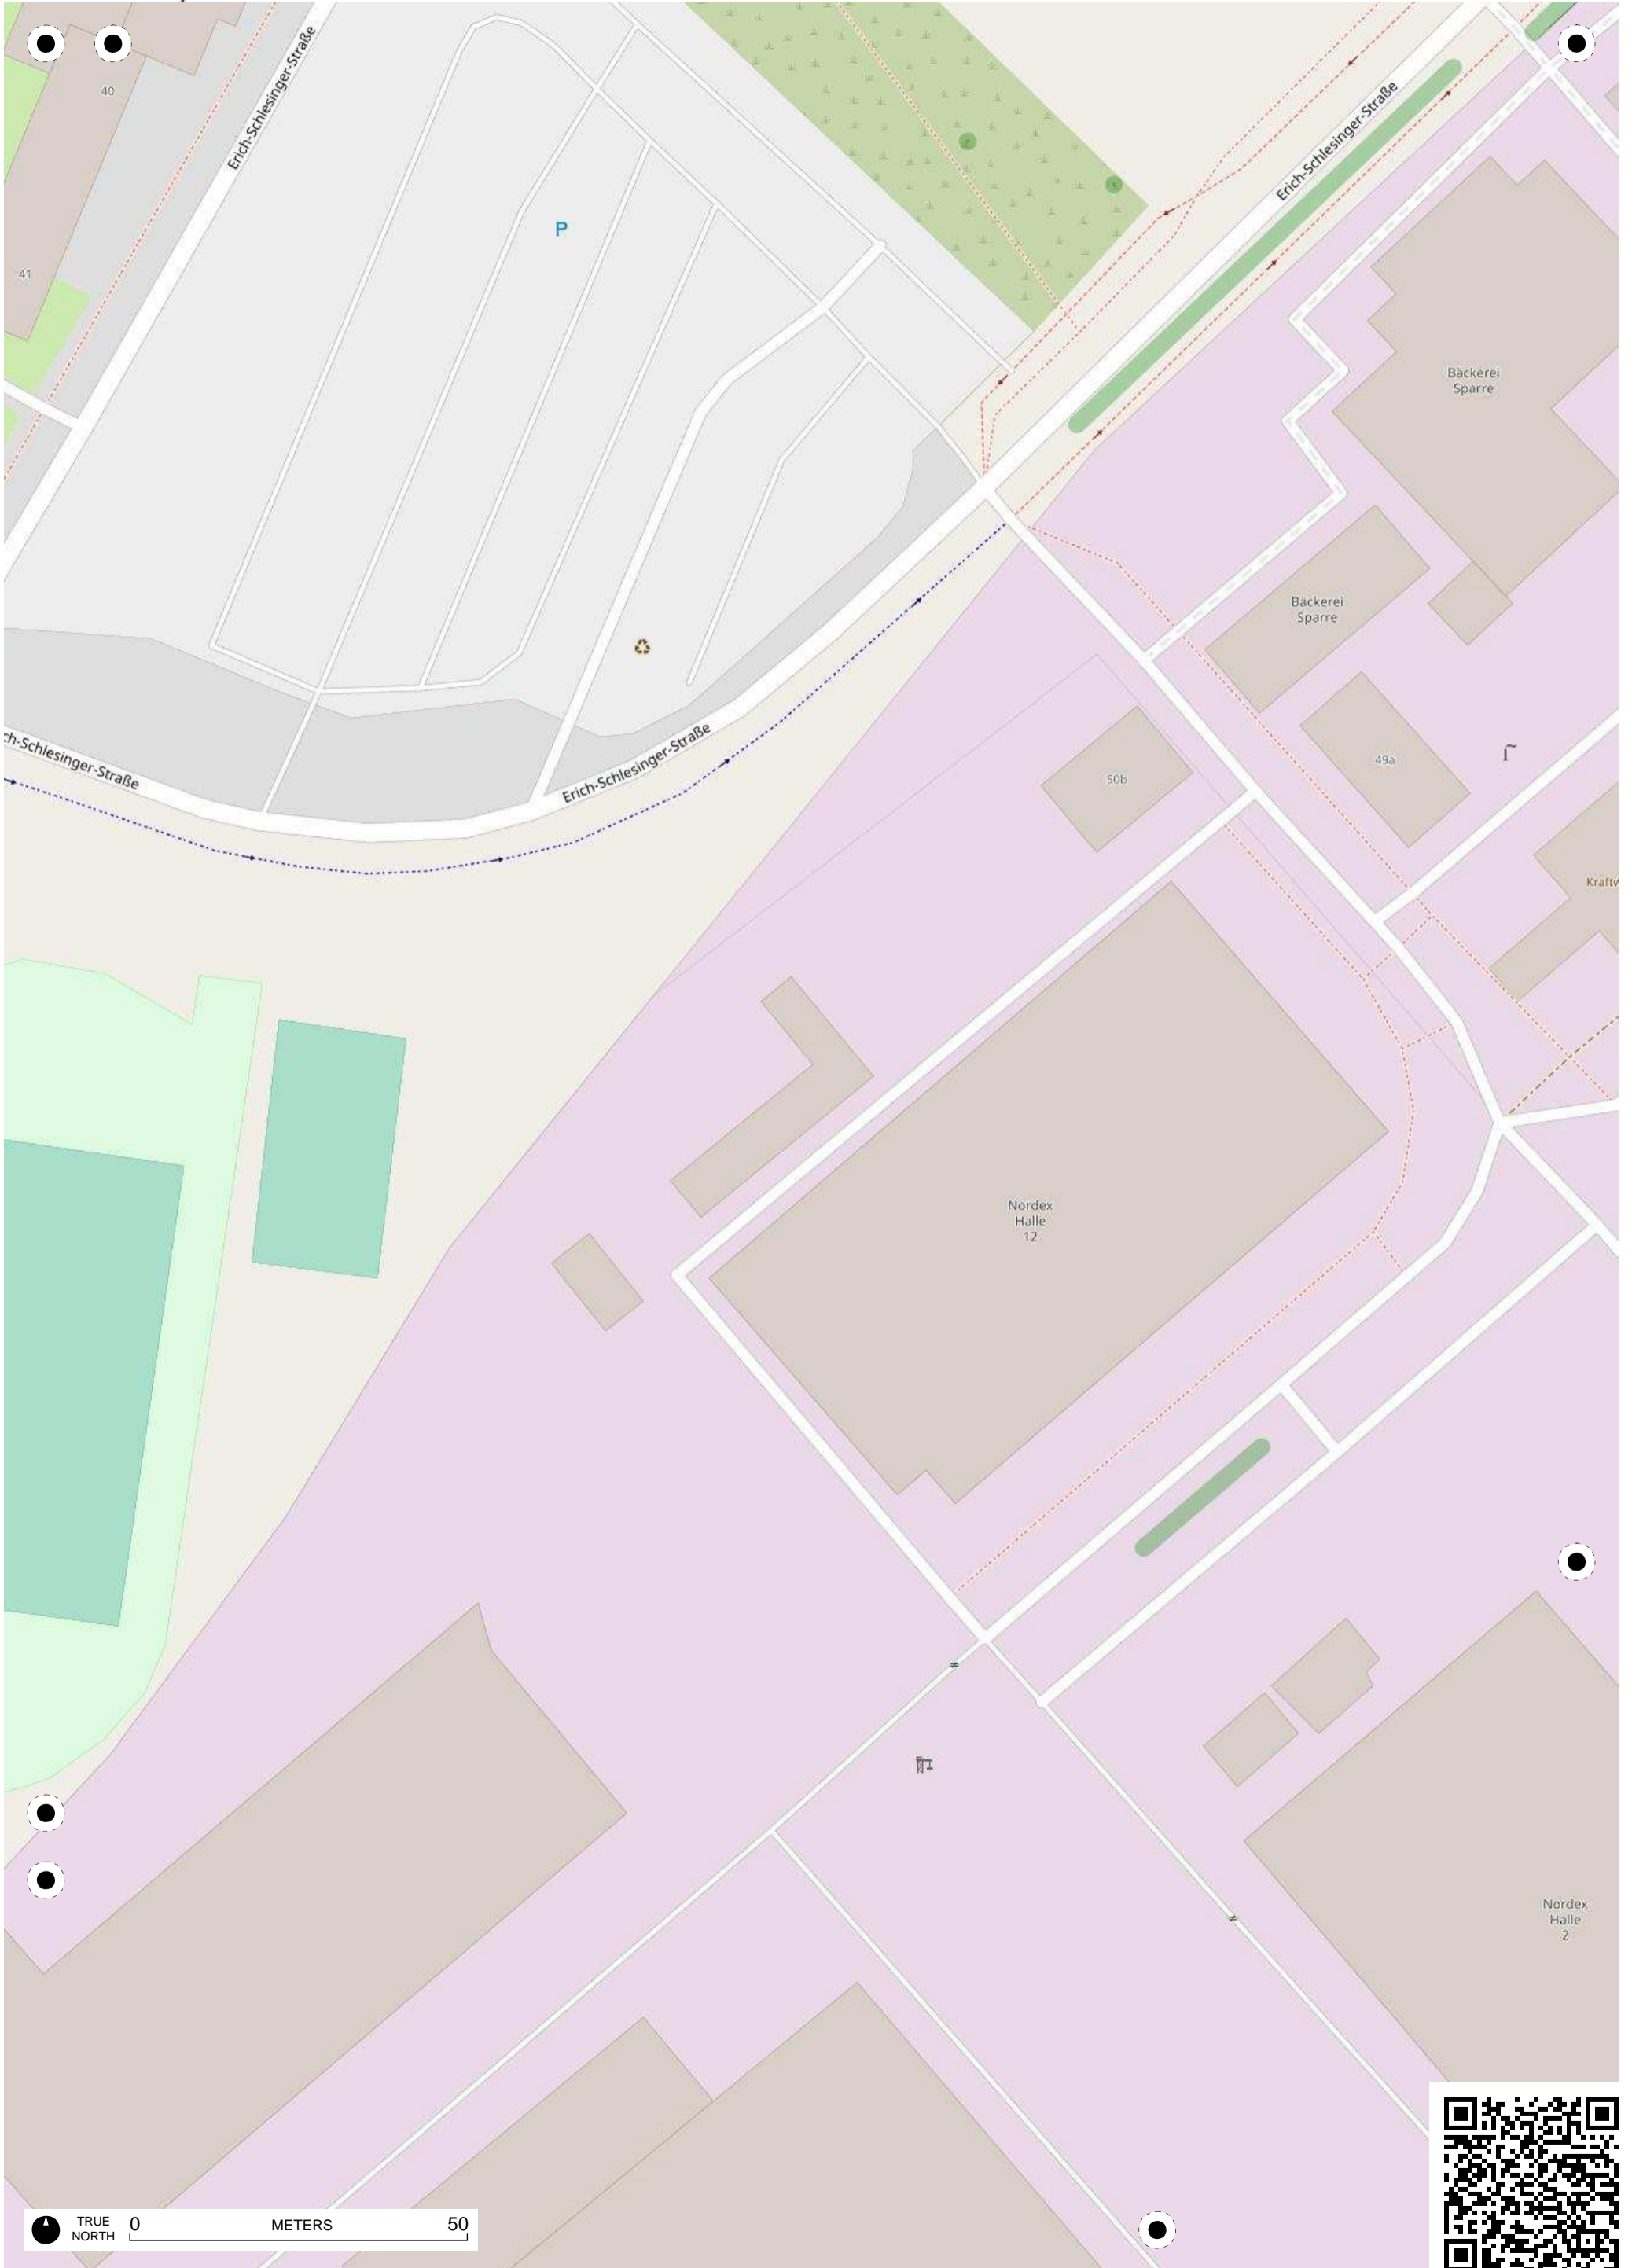 40
Erich-Schlesinger-Straße
Erich-Schlesinger-Straße
P
41
Bäckerei
Sparre
Bäckerei
Sparre
ch-Schlesinger-Straße
Erich-Schlesinger-Straße
49a
50b
Kraftw
Nordex
Halle
12
Nordex
Halle
2
TRUE
NORTH
0 METERS 50